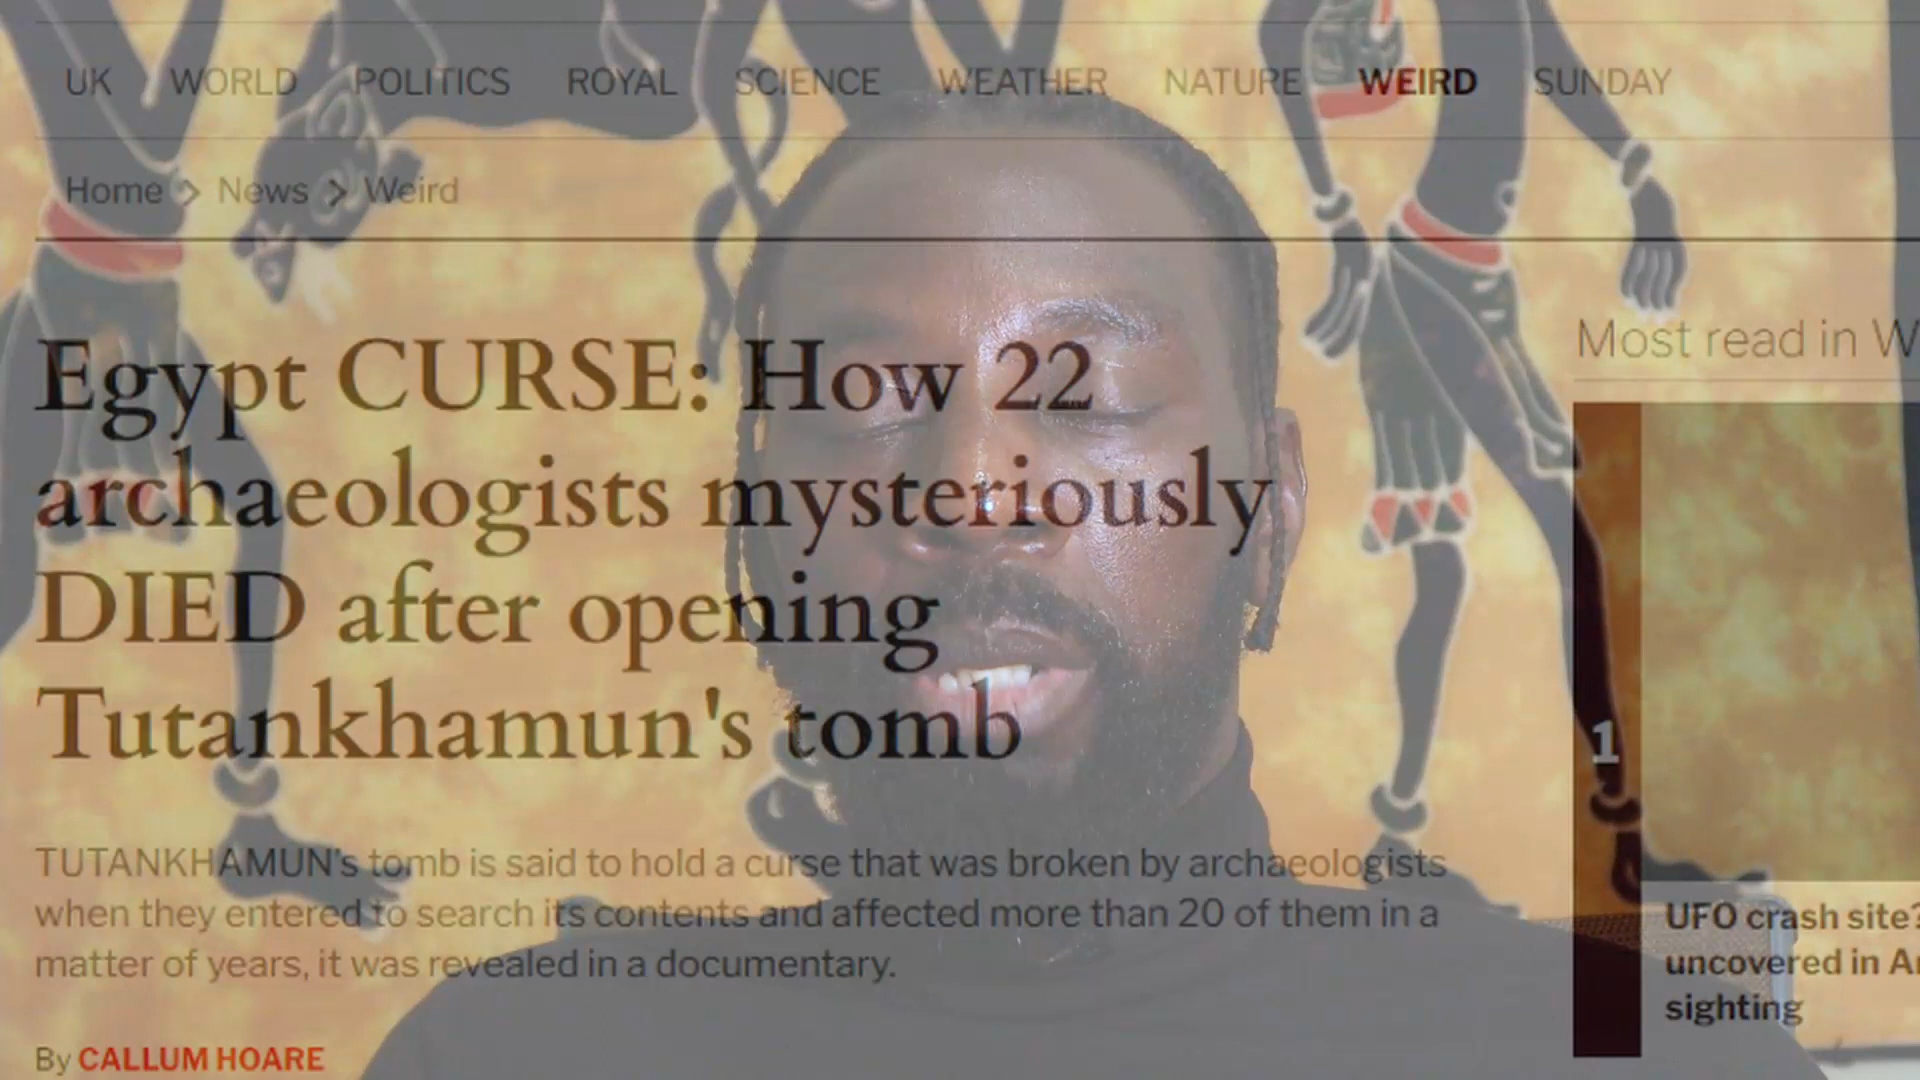 UK WORLD POLITICS ROYAL SCIENCE WEATHER NATURE WEIRD SUNDAY
Home > News > Weird
Egypt CURSE: How 22
archaeologists mysteriously
DIED after opening
Tutankhamun's tomb
TUTANKHAMUN's tomb is said to hold a curse that was broken by archaeologists
when they entered to search its contents and affected more than 20 of them in a
matter of years, it was revealed in a documentary.
By CALLUM HOARE
Most read in
1
UFO crash site?
uncovered in
sighting